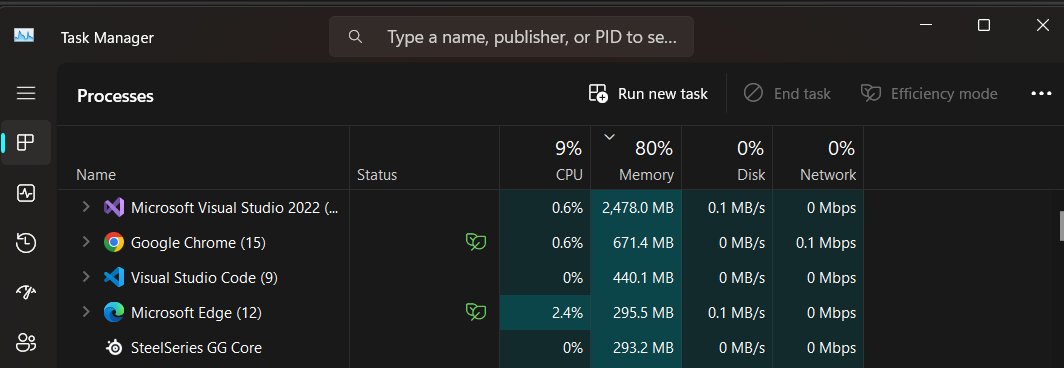 Task Manager
Type a name, publisher, or PID to se...
Processes
Run new task
End task
Efficiency mode
9% 80% 0% 0%
Name Status CPU Memory Disk Network
Microsoft Visual Studio 2022 (... 0.6% 2,478.0 MB 0.1 MB/s 0 Mbps
Google Chrome (15) 0.6% 671.4 MB 0 MB/s 0.1 Mbps
Visual Studio Code (9) 0% 440.1 MB 0 MB/s 0 Mbps
Microsoft Edge (12) 2.4% 295.5 MB 0.1 MB/s 0 Mbps
SteelSeries GG Core 0% 293.2 MB 0 MB/s 0 Mbps